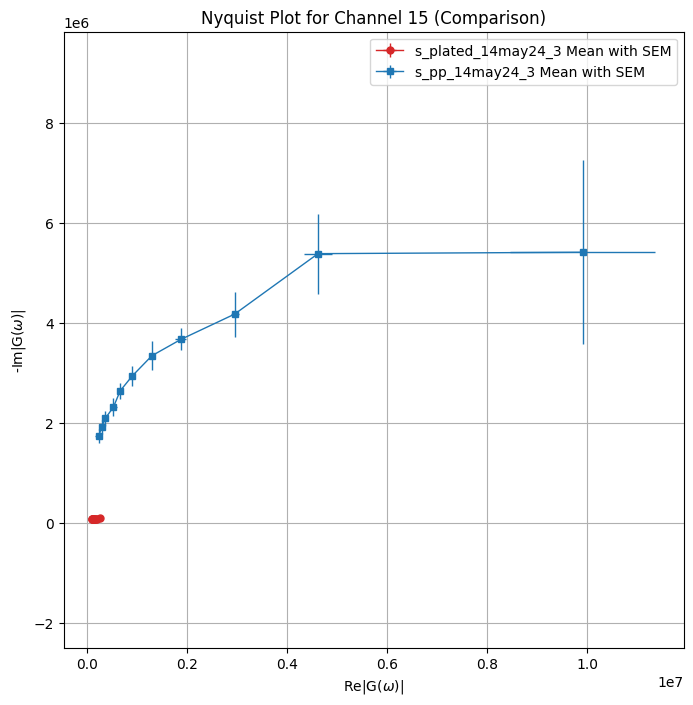 Nyquist Plot for Channel 15 (Comparison)
1e6
s_plated_14may24_3 Mean with SEM
s_pp_14may24_3 Mean with SEM
8
6
4
2
0
−2
-Im|G(ω)|
0.0 0.2 0.4 0.6 0.8 1.0
1e7
Re|G(ω)|